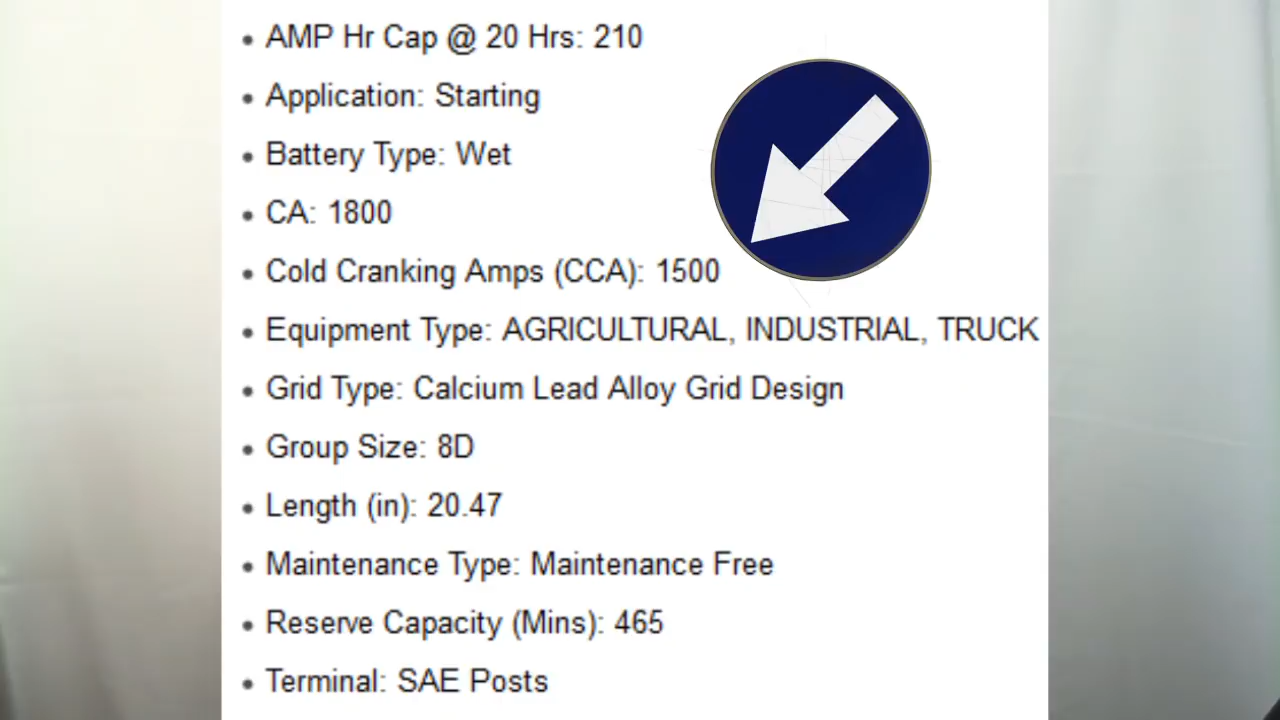 AMP Hr Cap @ 20 Hrs: 210
Application: Starting
Battery Type: Wet
CA: 1800
Cold Cranking Amps (CCA): 1500
Equipment Type: AGRICULTURAL, INDUSTRIAL, TRUCK
Grid Type: Calcium Lead Alloy Grid Design
Group Size: 8D
Length (in): 20.47
Maintenance Type: Maintenance Free
Reserve Capacity (Mins): 465
Terminal: SAE Posts